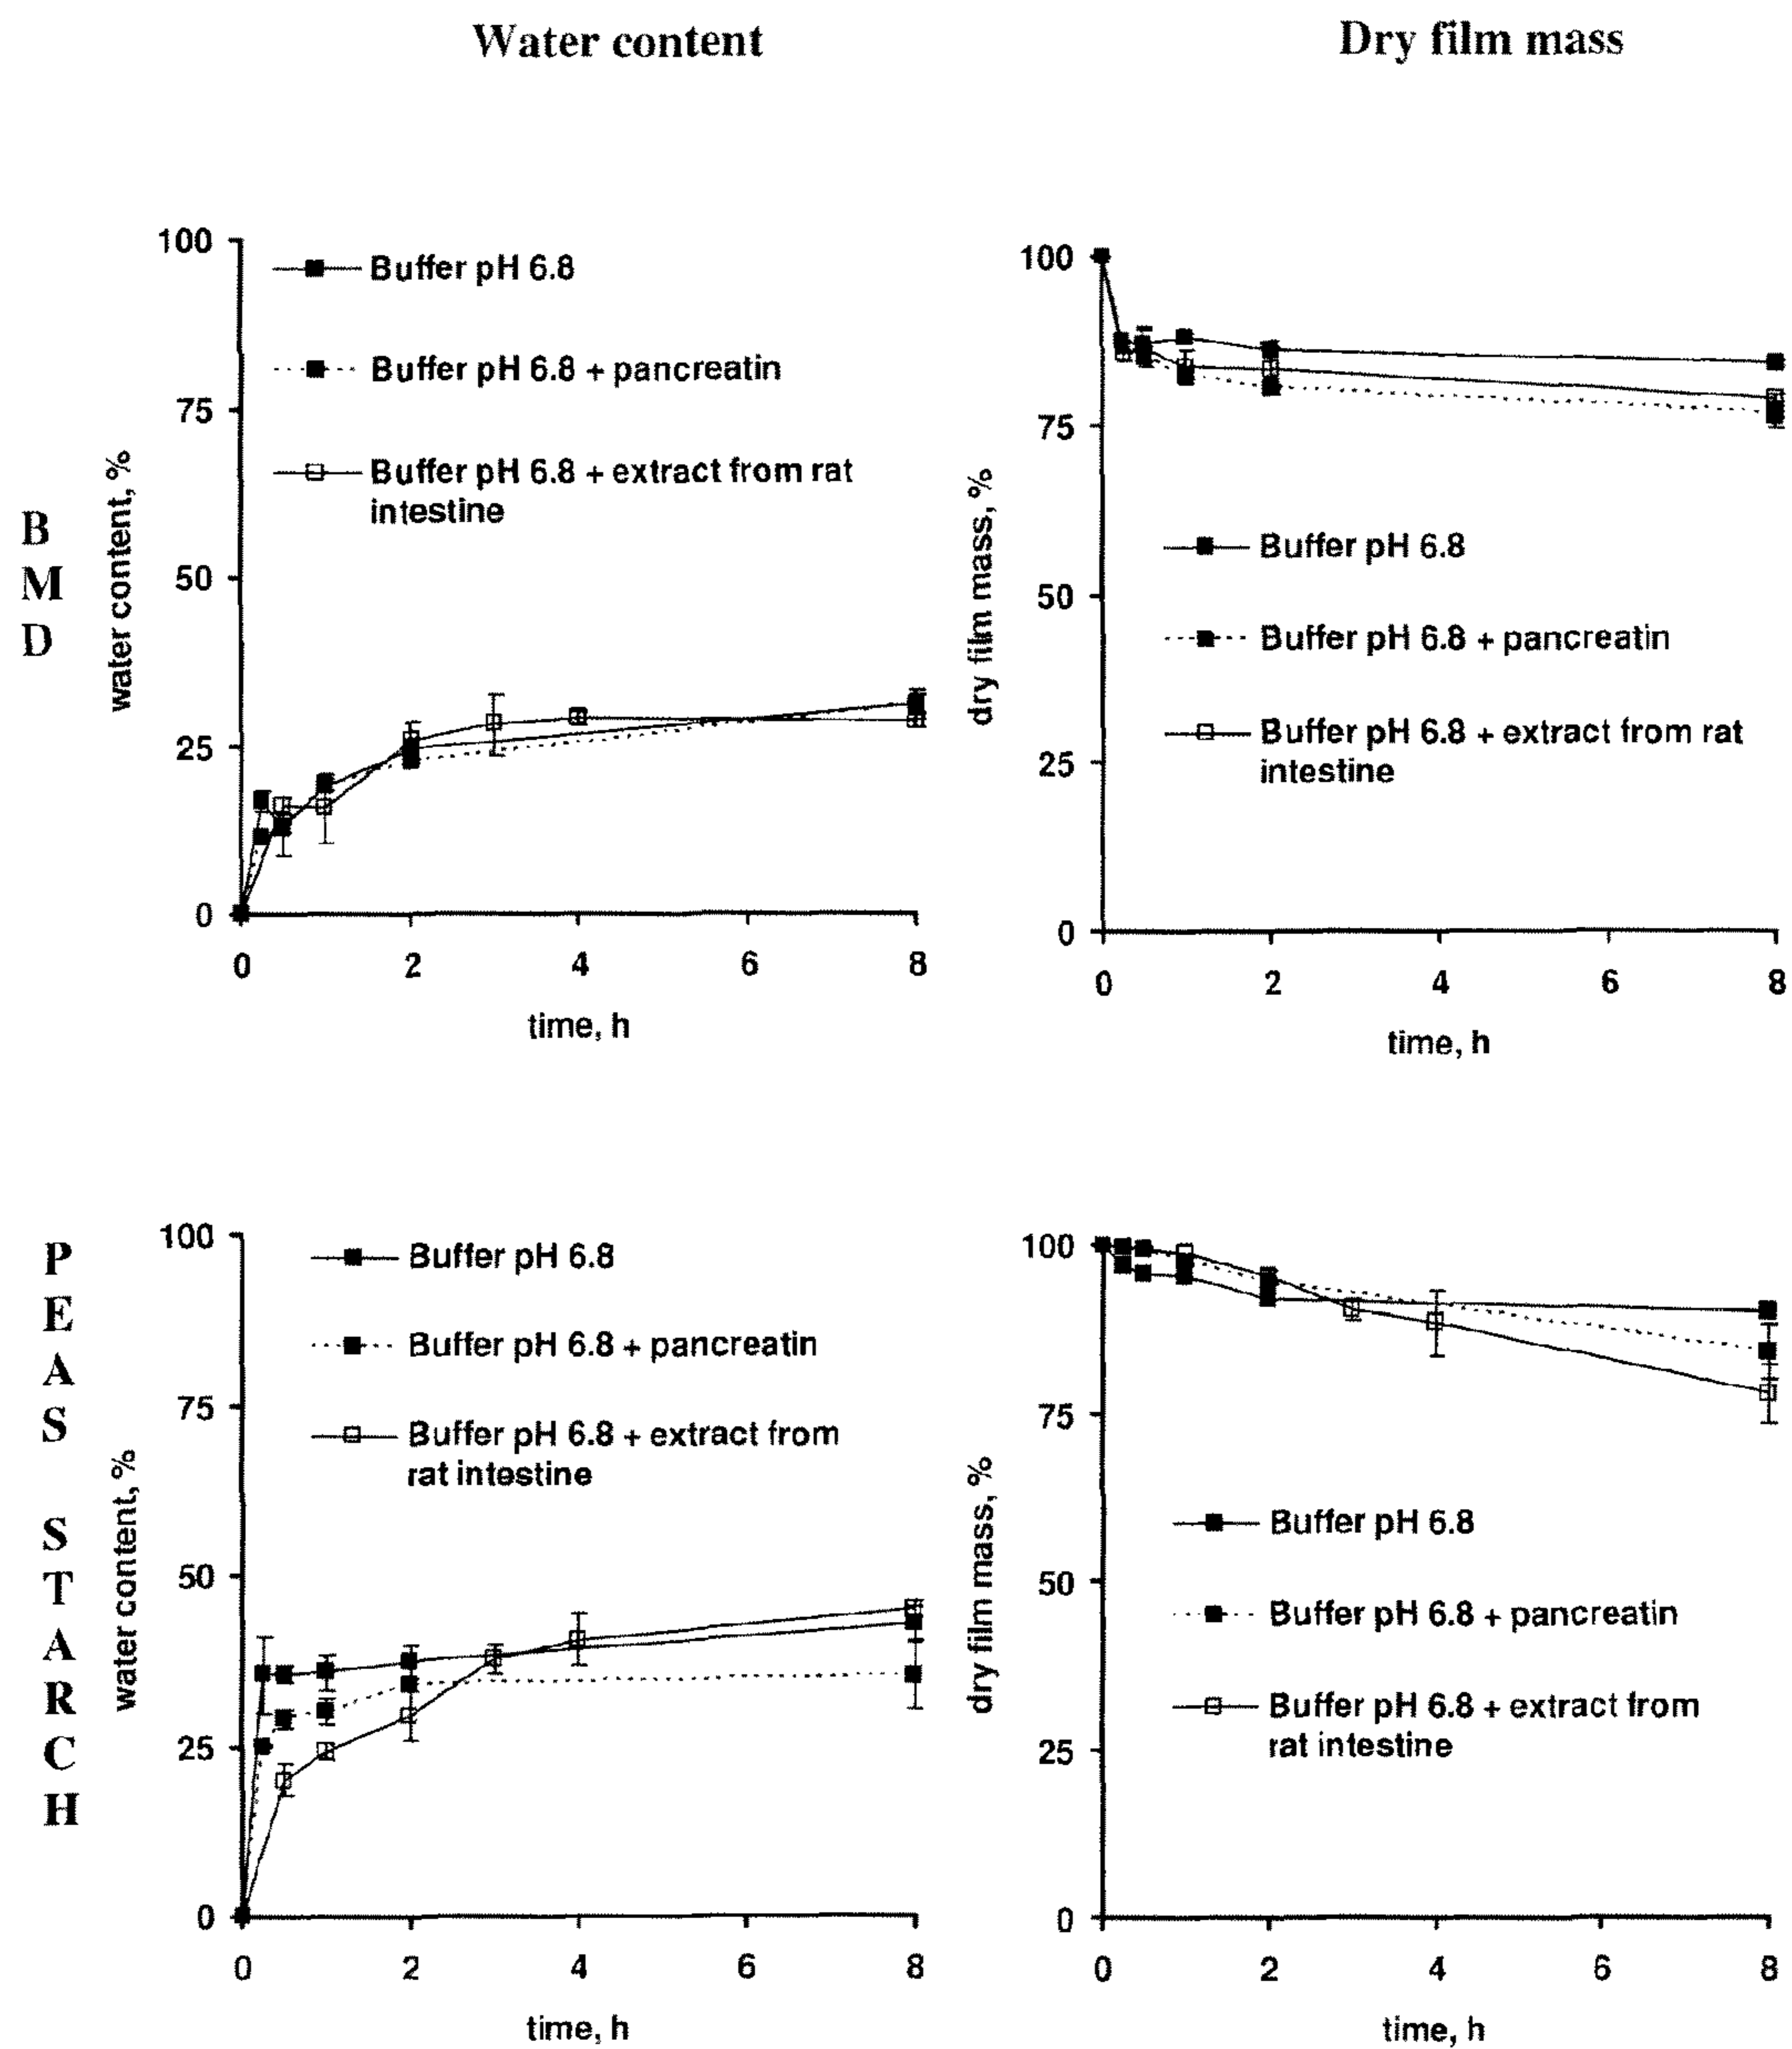 Water content
Dry film mass
B
M
D
water content, %
100
75
50
25
0
0 2 4 6 8
time, h
Buffer pH 6.8
Buffer pH 6.8 + pancreatin
Buffer pH 6.8 + extract from rat
intestine
dry film mass, %
100
75
50
25
0
0 2 4 6 8
time, h
Buffer pH 6.8
Buffer pH 6.8 + pancreatin
Buffer pH 6.8 + extract from rat
intestine
P
E
A
S
S
T
A
R
C
H
water content, %
100
75
50
25
0
0 2 4 6 8
time, h
Buffer pH 6.8
Buffer pH 6.8 + pancreatin
Buffer pH 6.8 + extract from
rat intestine
dry film mass, %
100
75
50
25
0
0 2 4 6 8
time, h
Buffer pH 6.8
Buffer pH 6.8 + pancreatin
Buffer pH 6.8 + extract from
rat intestine